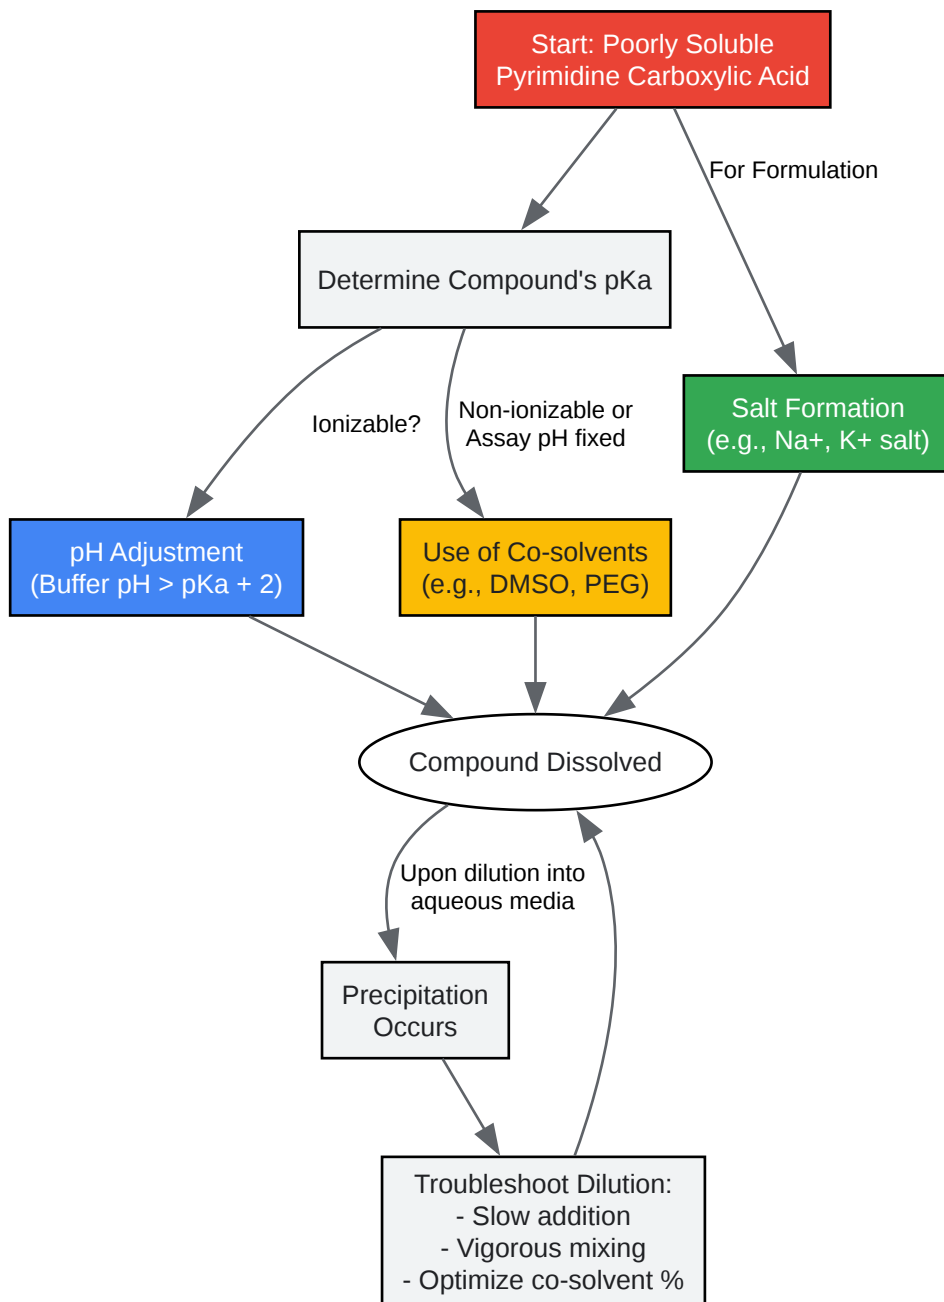 Start: Poorly Soluble
Pyrimidine Carboxylic Acid
For Formulation
Determine Compound's pKa
Ionizable?
Non-ionizable or
Assay pH fixed
Salt Formation
(e.g., Na+, K+ salt)
pH Adjustment
(Buffer pH > pKa + 2)
Use of Co-solvents
(e.g., DMSO, PEG)
Compound Dissolved
Upon dilution into
aqueous media
Precipitation
Occurs
Troubleshoot Dilution:
- Slow addition
- Vigorous mixing
- Optimize co-solvent %